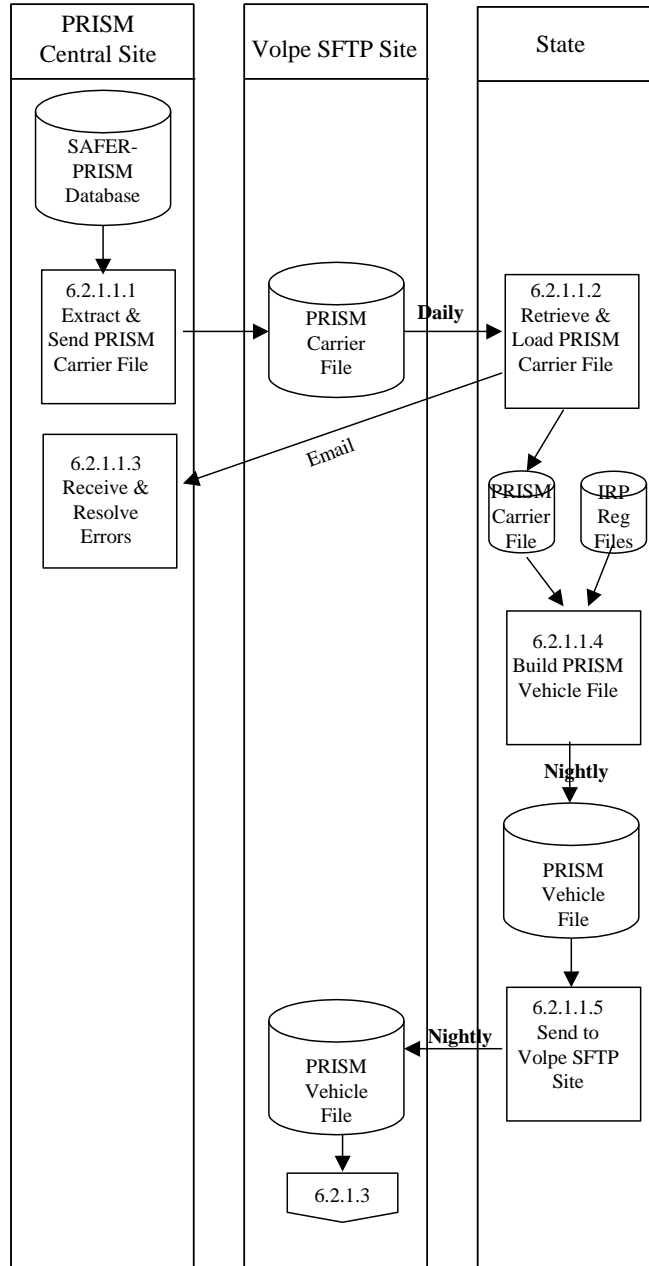 PRISM
Central Site
Volpe SFTP Site
State
SAFER-
PRISM
Database
6.2.1.1.1
Extract &
Send PRISM
Carrier File
PRISM
Carrier
File
Daily
6.2.1.1.2
Retrieve &
Load PRISM
Carrier File
Email
6.2.1.1.3
Receive &
Resolve
Errors
PRISM
Carrier
File
IRP
Reg
Files
6.2.1.1.4
Build PRISM
Vehicle File
Nightly
PRISM
Vehicle
File
6.2.1.1.5
Send to
Volpe SFTP
Site
Nightly
PRISM
Vehicle
File
6.2.1.3